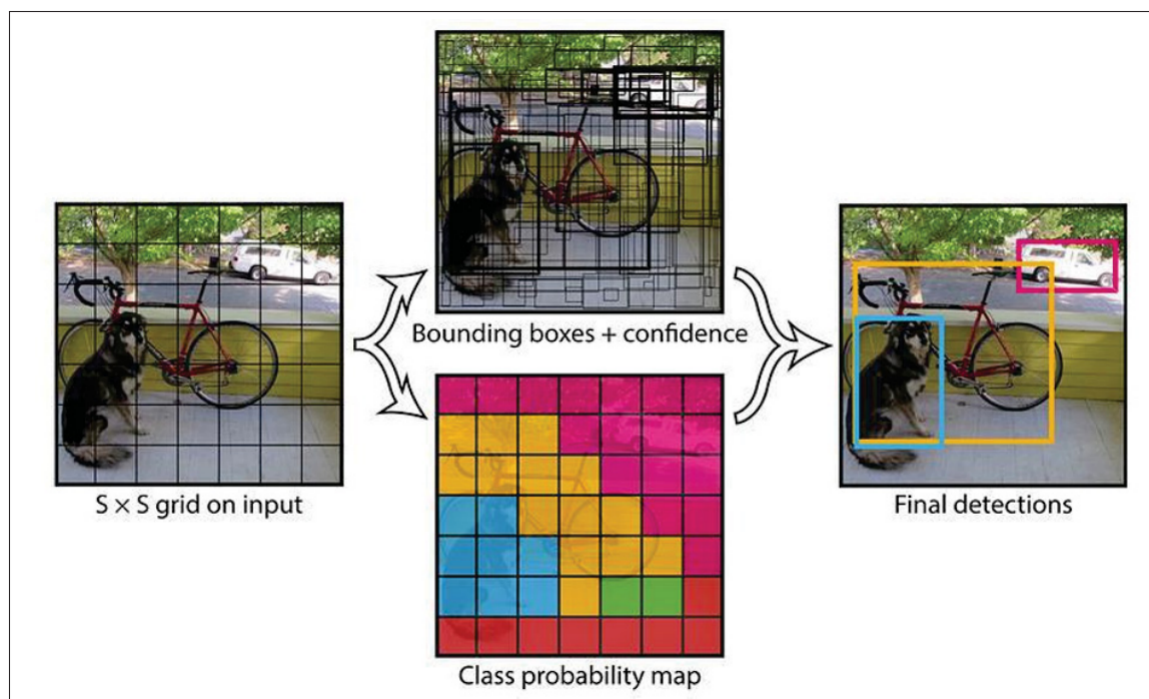 S × S grid on input
Bounding boxes + confidence
Class probability map
Final detections